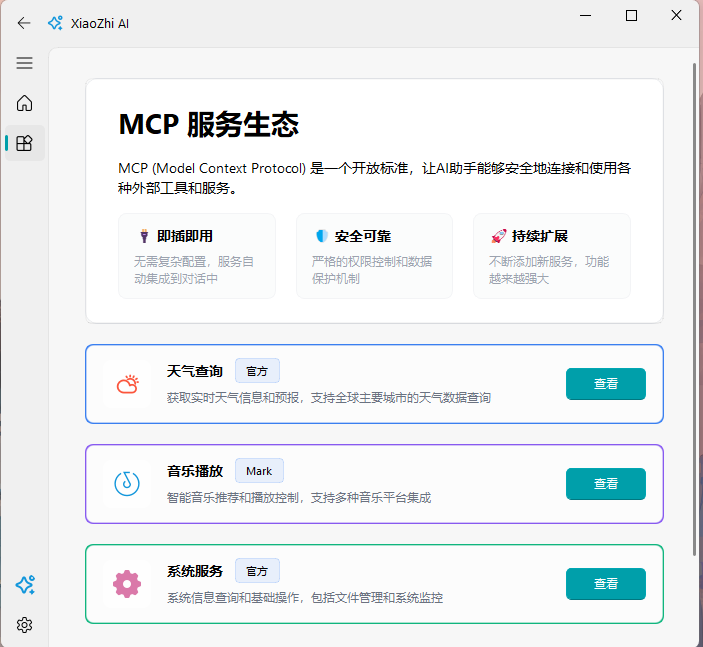 XiaoZhi AI
MCP 服务生态
MCP (Model Context Protocol) 是一个开放标准，让AI助手能够安全地连接和使用各
种外部工具和服务。
即插即用
无需复杂配置，服务自
动集成到对话中
安全可靠
严格的权限控制和数据
保护机制
持续扩展
不断添加新服务，功能
越来越强大
天气查询 官方
获取实时天气信息和预报，支持全球主要城市的天气数据查询
查看
音乐播放 Mark
智能音乐推荐和播放控制，支持多种音乐平台集成
查看
系统服务 官方
系统信息查询和基础操作，包括文件管理和系统监控
查看